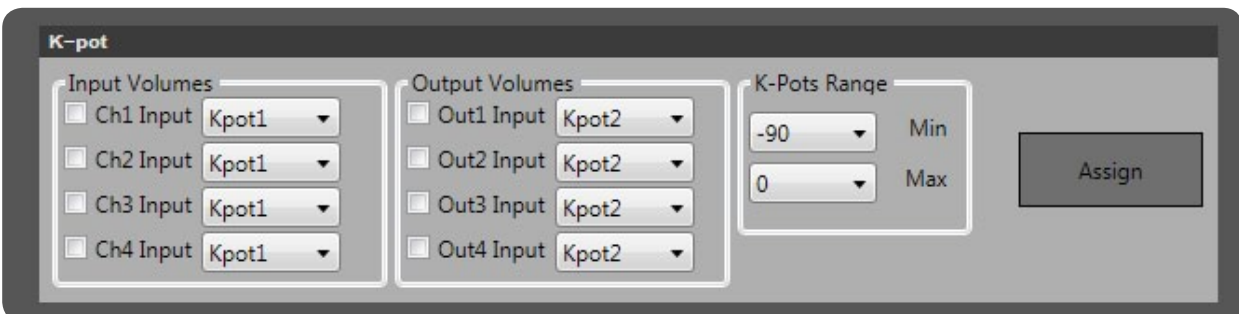 K-pot
Input Volumes
Ch1 Input Kpot1
Ch2 Input Kpot1
Ch3 Input Kpot1
Ch4 Input Kpot1
Output Volumes
Out1 Input Kpot2
Out2 Input Kpot2
Out3 Input Kpot2
Out4 Input Kpot2
K-Pots Range
-90 Min
0 Max
Assign